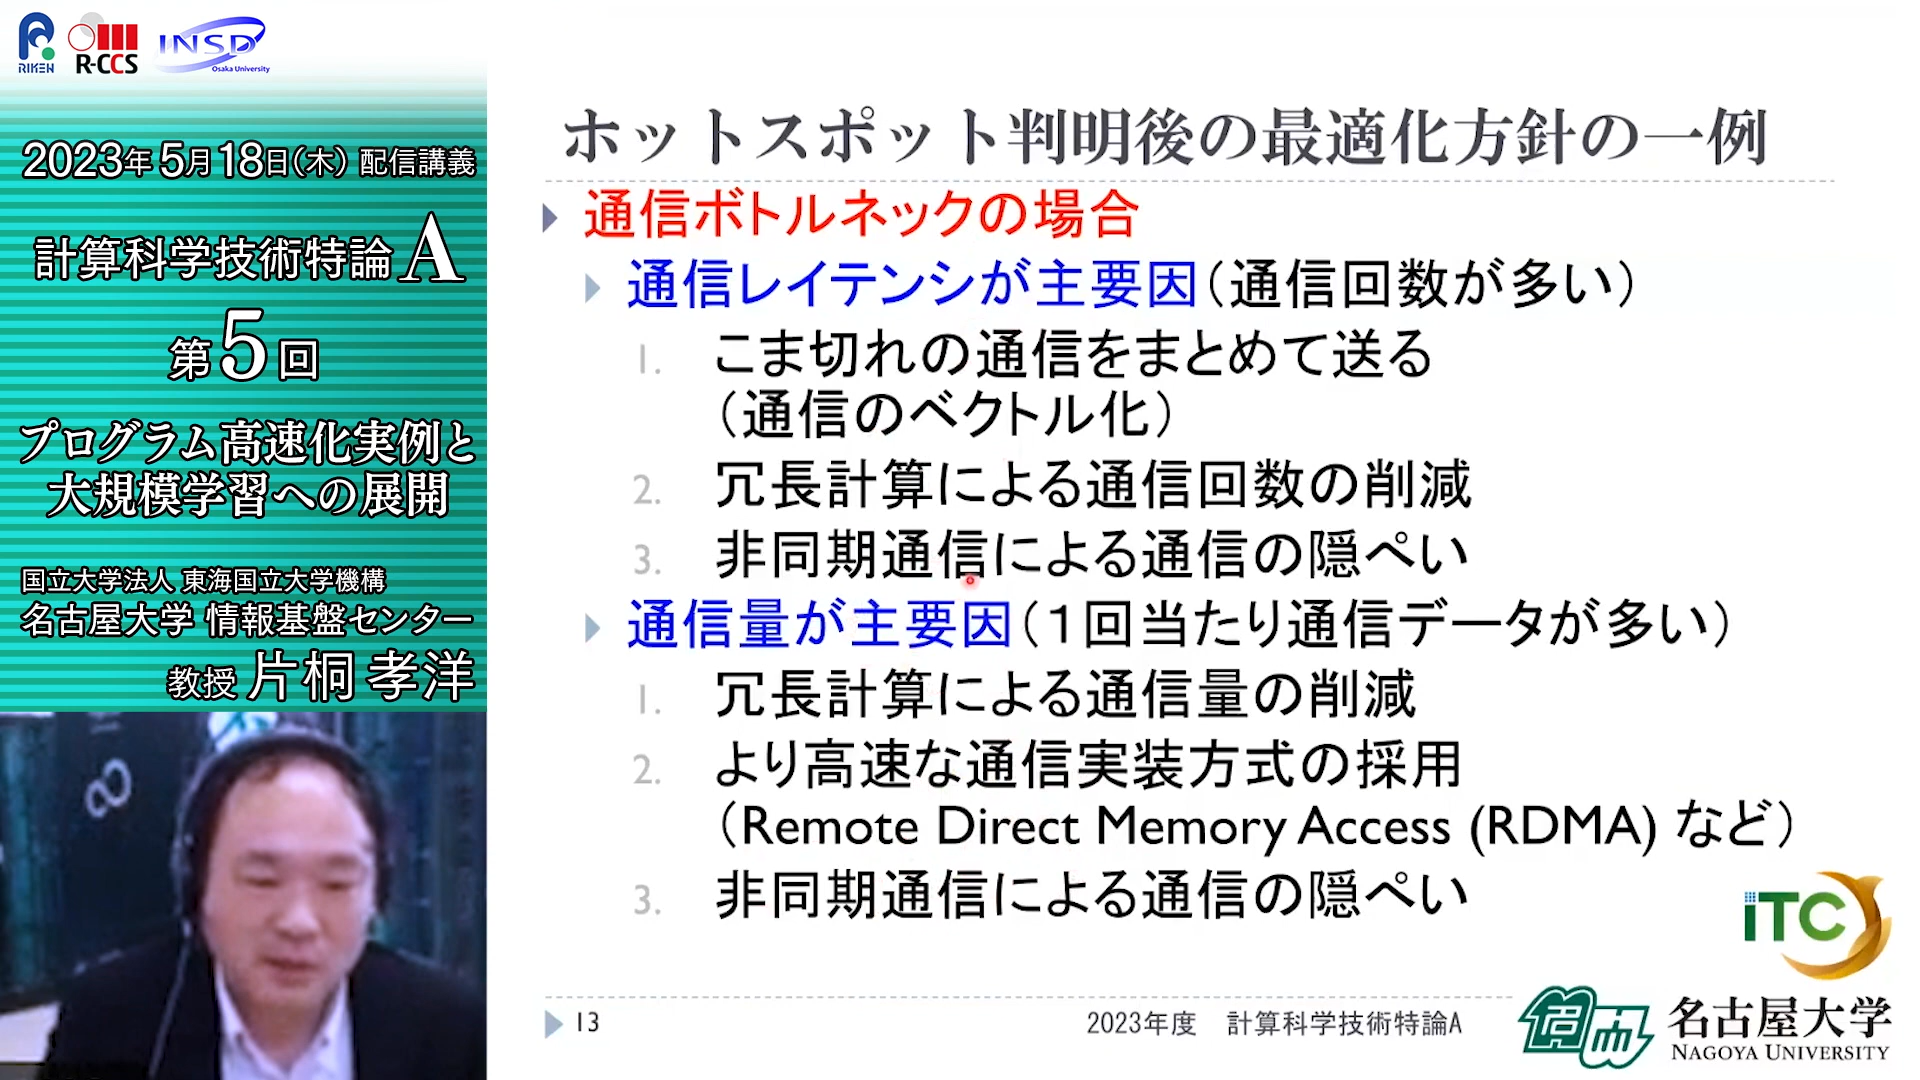 RIKEN
R-CCS
INSD
Osaka University
2023年5月18日(木) 配信講義
計算科学技術特論A
第5回
プログラム高速化実例と
大規模学習への展開
国立大学法人 東海国立大学機構
名古屋大学 情報基盤センター
教授 片桐 孝洋
8
ホットスポット判明後の最適化方針の一例
通信ボトルネックの場合
通信レイテンシが主要因(通信回数が多い)
1. こま切れの通信をまとめて送る
(通信のベクトル化)
2. 冗長計算による通信回数の削減
3. 非同期通信による通信の隠ぺい
通信量が主要因(1回当たり通信データが多い)
1. 冗長計算による通信量の削減
2. より高速な通信実装方式の採用
(Remote Direct Memory Access (RDMA) など)
3. 非同期通信による通信の隠ぺい
iTC
13
2023年度 計算科学技術特論A
名古屋大学
NAGOYA UNIVERSITY